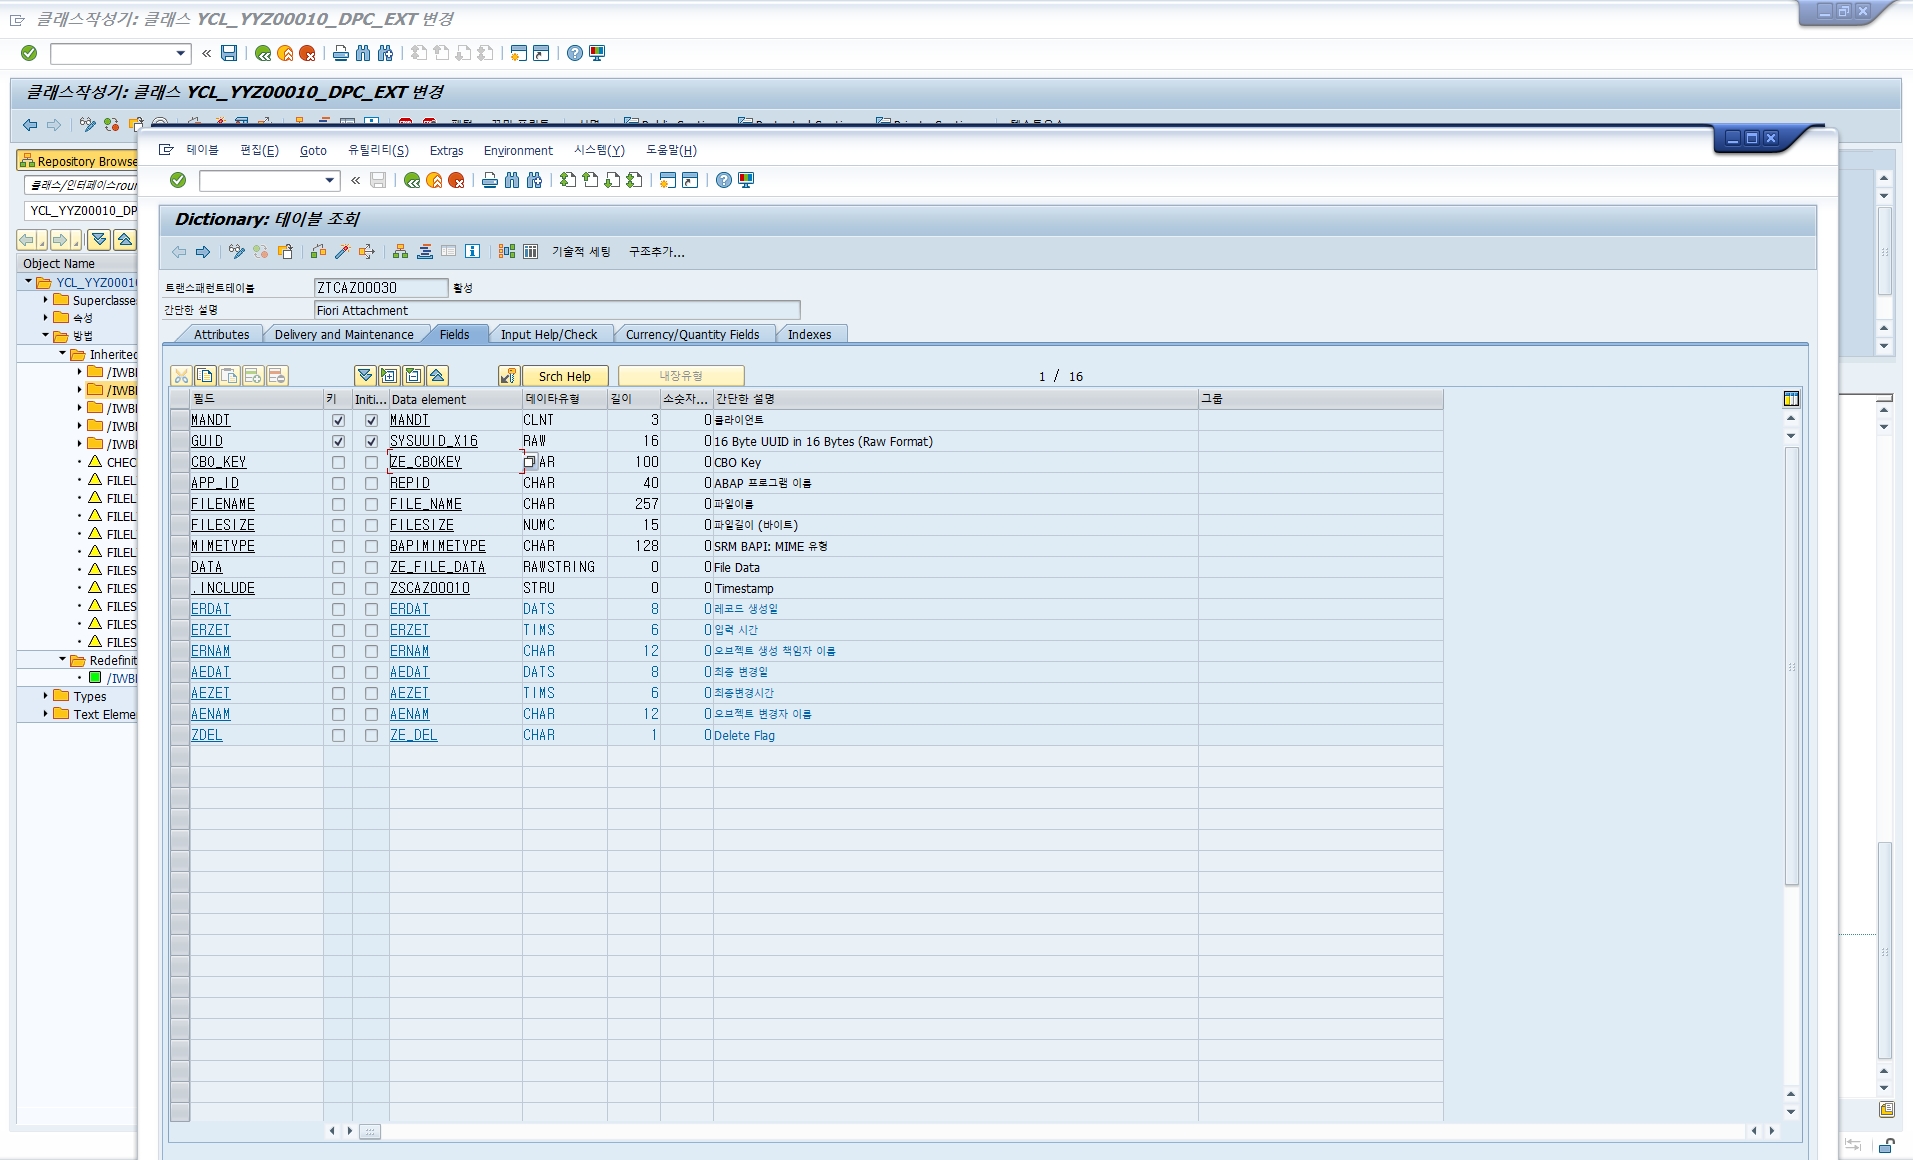 클래스작성기: 클래스 YCL_YYZ00010_DPC_EXT 변경
클래스작성기: 클래스 YCL_YYZ00010_DPC_EXT 변경
Repository Browse
클래스/인터페이스
YCL_YYZ00010_DP
Object Name
YCL_YYZ0001
Superclasse
속성
방법
Inherited
/IWB
/IWB
/IWB
/IWB
/IWB
CHEC
FILEL
FILEL
FILEL
FILEL
FILEL
FILES
FILES
FILES
FILES
FILES
Redefinit
/IWB
Types
Text Eleme
테이블 편집(E) Goto 유틸리티(S) Extras Environment 시스템(Y) 도움말(H)
Dictionary: 테이블 조회
기술적 세팅 구조추가...
트랜스패런트테이블 ZTCAZ00030 활성
간단한 설명 Fiori Attachment
Attributes Delivery and Maintenance Fields Input Help/Check Currency/Quantity Fields Indexes
Srch Help 내장유형 1 / 16
필드 키 Initi... Data element 데이타유형 길이 소숫자... 간단한 설명 그룹
MANDT MANDT CLNT 3 0 클라이언트
GUID SYSUUID_X16 RAW 16 0 16 Byte UUID in 16 Bytes (Raw Format)
CBO_KEY ZE_CBOKEY AR 100 0 CBO Key
APP_ID REPID CHAR 40 0 ABAP 프로그램 이름
FILENAME FILE_NAME CHAR 257 0 파일이름
FILESIZE FILESIZE NUMC 15 0 파일길이 (바이트)
MIMETYPE BAPIMIMETYPE CHAR 128 0 SRM BAPI: MIME 유형
DATA ZE_FILE_DATA RAWSTRING 0 0 File Data
.INCLUDE ZSCAZ00010 STRU 0 0 Timestamp
ERDAT ERDAT DATS 8 0 레코드 생성일
ERZET ERZET TIMS 6 0 입력 시간
ERNAM ERNAM CHAR 12 0 오브젝트 생성 책임자 이름
AEDAT AEDAT DATS 8 0 최종 변경일
AEZET AEZET TIMS 6 0 최종변경시간
AENAM AENAM CHAR 12 0 오브젝트 변경자 이름
ZDEL ZE_DEL CHAR 1 0 Delete Flag